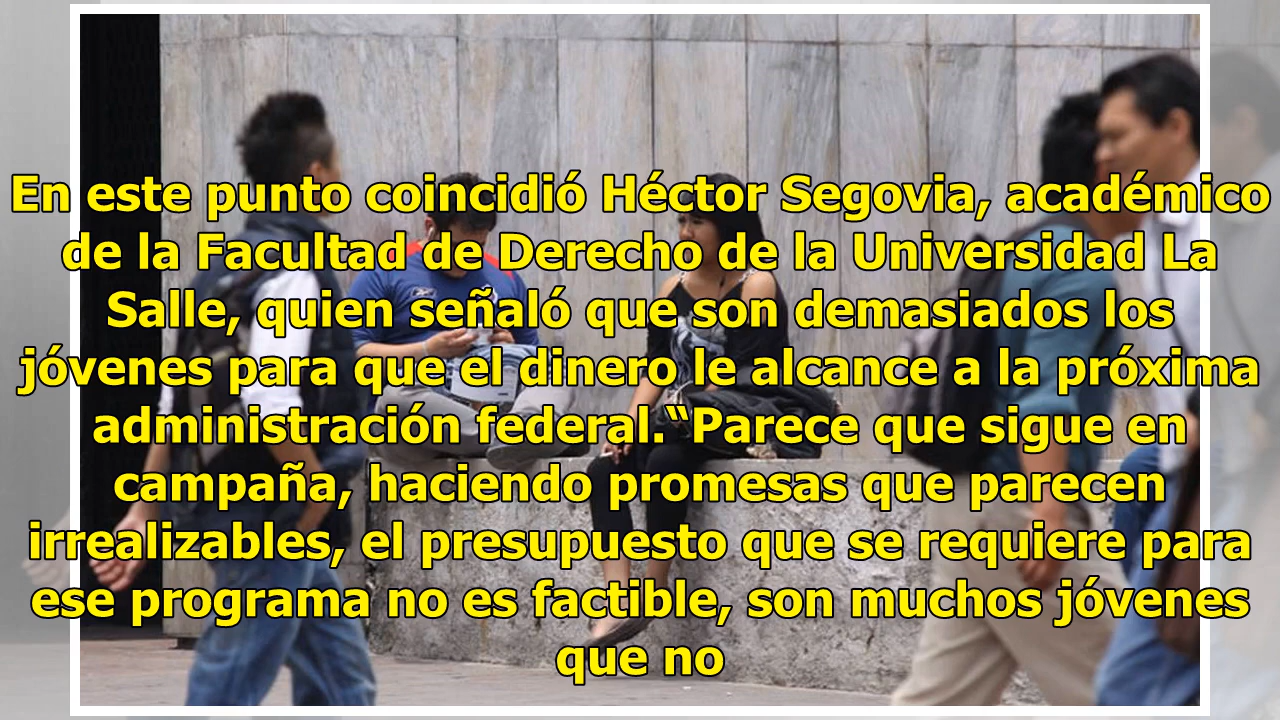 En este punto coincidió Héctor Segovia, académico
de la Facultad de Derecho de la Universidad La
Salle, quien señaló que son demasiados los
jóvenes para que el dinero le alcance a la próxima
administración federal.“Parece que sigue en
campaña, haciendo promesas que parecen
irrealizables, el presupuesto que se requiere para
ese programa no es factible, son muchos jóvenes
que no